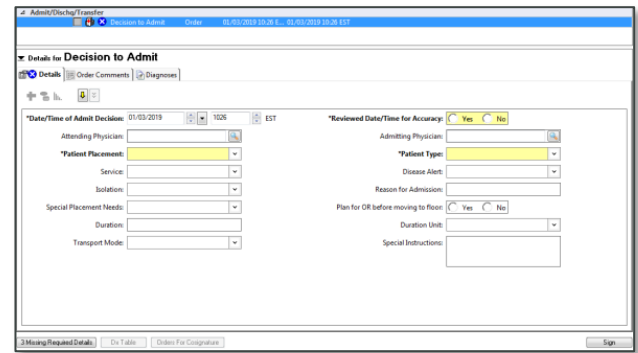 Admit/Dischg/Transfer
Decision to Admit Order 01/03/2019 10:26 E... 01/03/2019 10:26 EST
Details for Decision to Admit
Details Order Comments Diagnoses
*Date/Time of Admit Decision: 01/03/2019 1026 EST *Reviewed Date/Time for Accuracy: Yes No
Attending Physician: Admitting Physician:
*Patient Placement: *Patient Type:
Service: Disease Alert:
Isolation: Reason for Admission:
Special Placement Needs: Plan for OR before moving to floor: Yes No
Duration: Duration Unit:
Transport Mode: Special Instructions:
3 Missing Required Details Dx Table Orders For Cosignature Sign